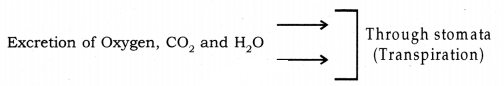 Excretion of Oxygen, CO₂ and H₂O
Through stomata
(Transpiration)